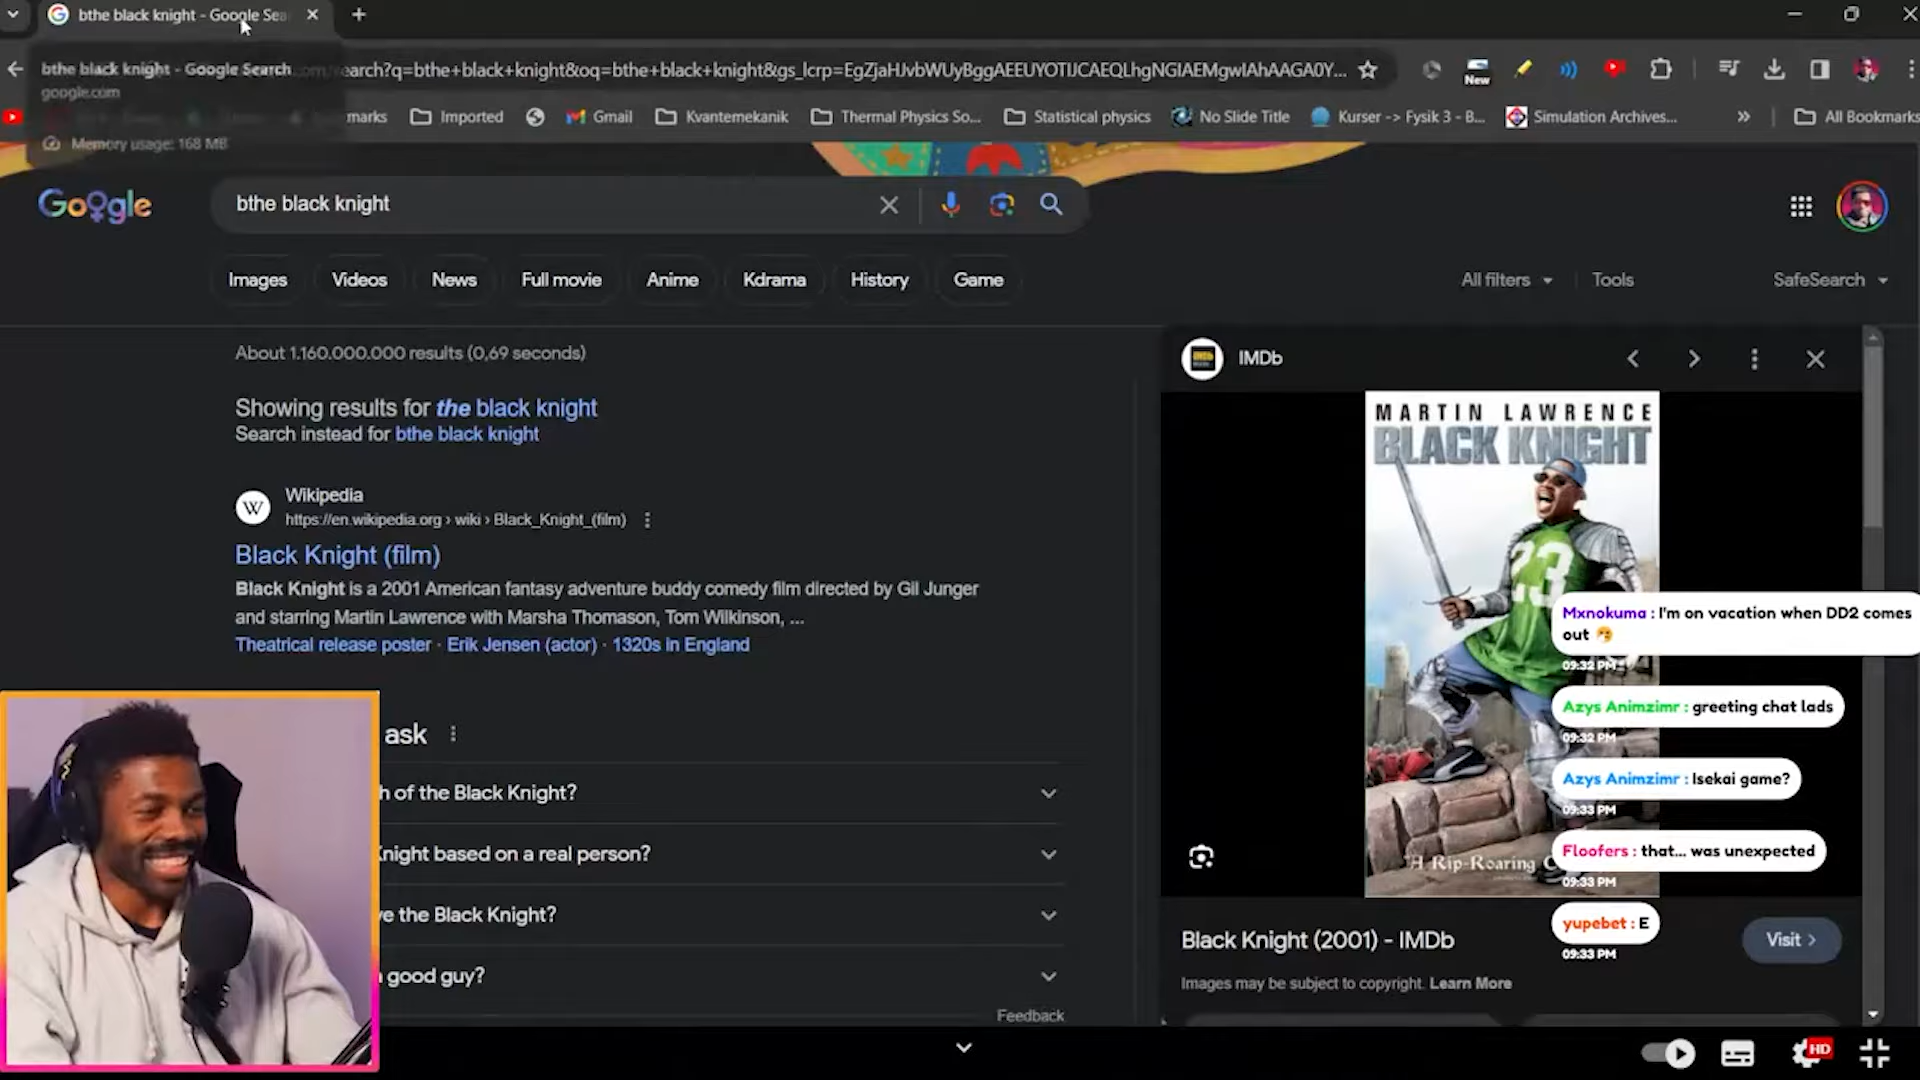 bthe black knight - Google Sea
bthe black knight - Google Search
google.com
Memory usage: 168 MB
earch?q=bthe+black+knight&oq=bthe+black+knight&gs_lcrp=EgZjaHJvbWUyBggAEEUYOTIJCAEQLhgNGIAEMgwIAhAAGA0Y...
New
marks
Imported
Gmail
Kvantemekanik
Thermal Physics So...
Statistical physics
No Slide Title
Kurser -> Fysik 3 - B...
Simulation Archives...
»
All Bookmarks
Google
bthe black knight
Images
Videos
News
Full movie
Anime
Kdrama
History
Game
All filters
Tools
SafeSearch
About 1.160.000.000 results (0,69 seconds)
Showing results for the black knight
Search instead for bthe black knight
W
Wikipedia
https://en.wikipedia.org › wiki › Black_Knight_(film)
Black Knight (film)
Black Knight is a 2001 American fantasy adventure buddy comedy film directed by Gil Junger
and starring Martin Lawrence with Marsha Thomason, Tom Wilkinson, ...
Theatrical release poster · Erik Jensen (actor) · 1320s in England
ask
h of the Black Knight?
Knight based on a real person?
ve the Black Knight?
good guy?
Feedback
IMDb
IMDb
MARTIN LAWRENCE
BLACK KNIGHT
23
A Rip-Roaring
Black Knight (2001) - IMDb
Visit
Images may be subject to copyright. Learn More
Mxnokuma : I'm on vacation when DD2 comes
out
09:32 PM
Azys Animzimr : greeting chat lads
09:32 PM
Azys Animzimr : Isekai game?
09:33 PM
Floofers : that... was unexpected
09:33 PM
yupebet : E
09:33 PM
HD